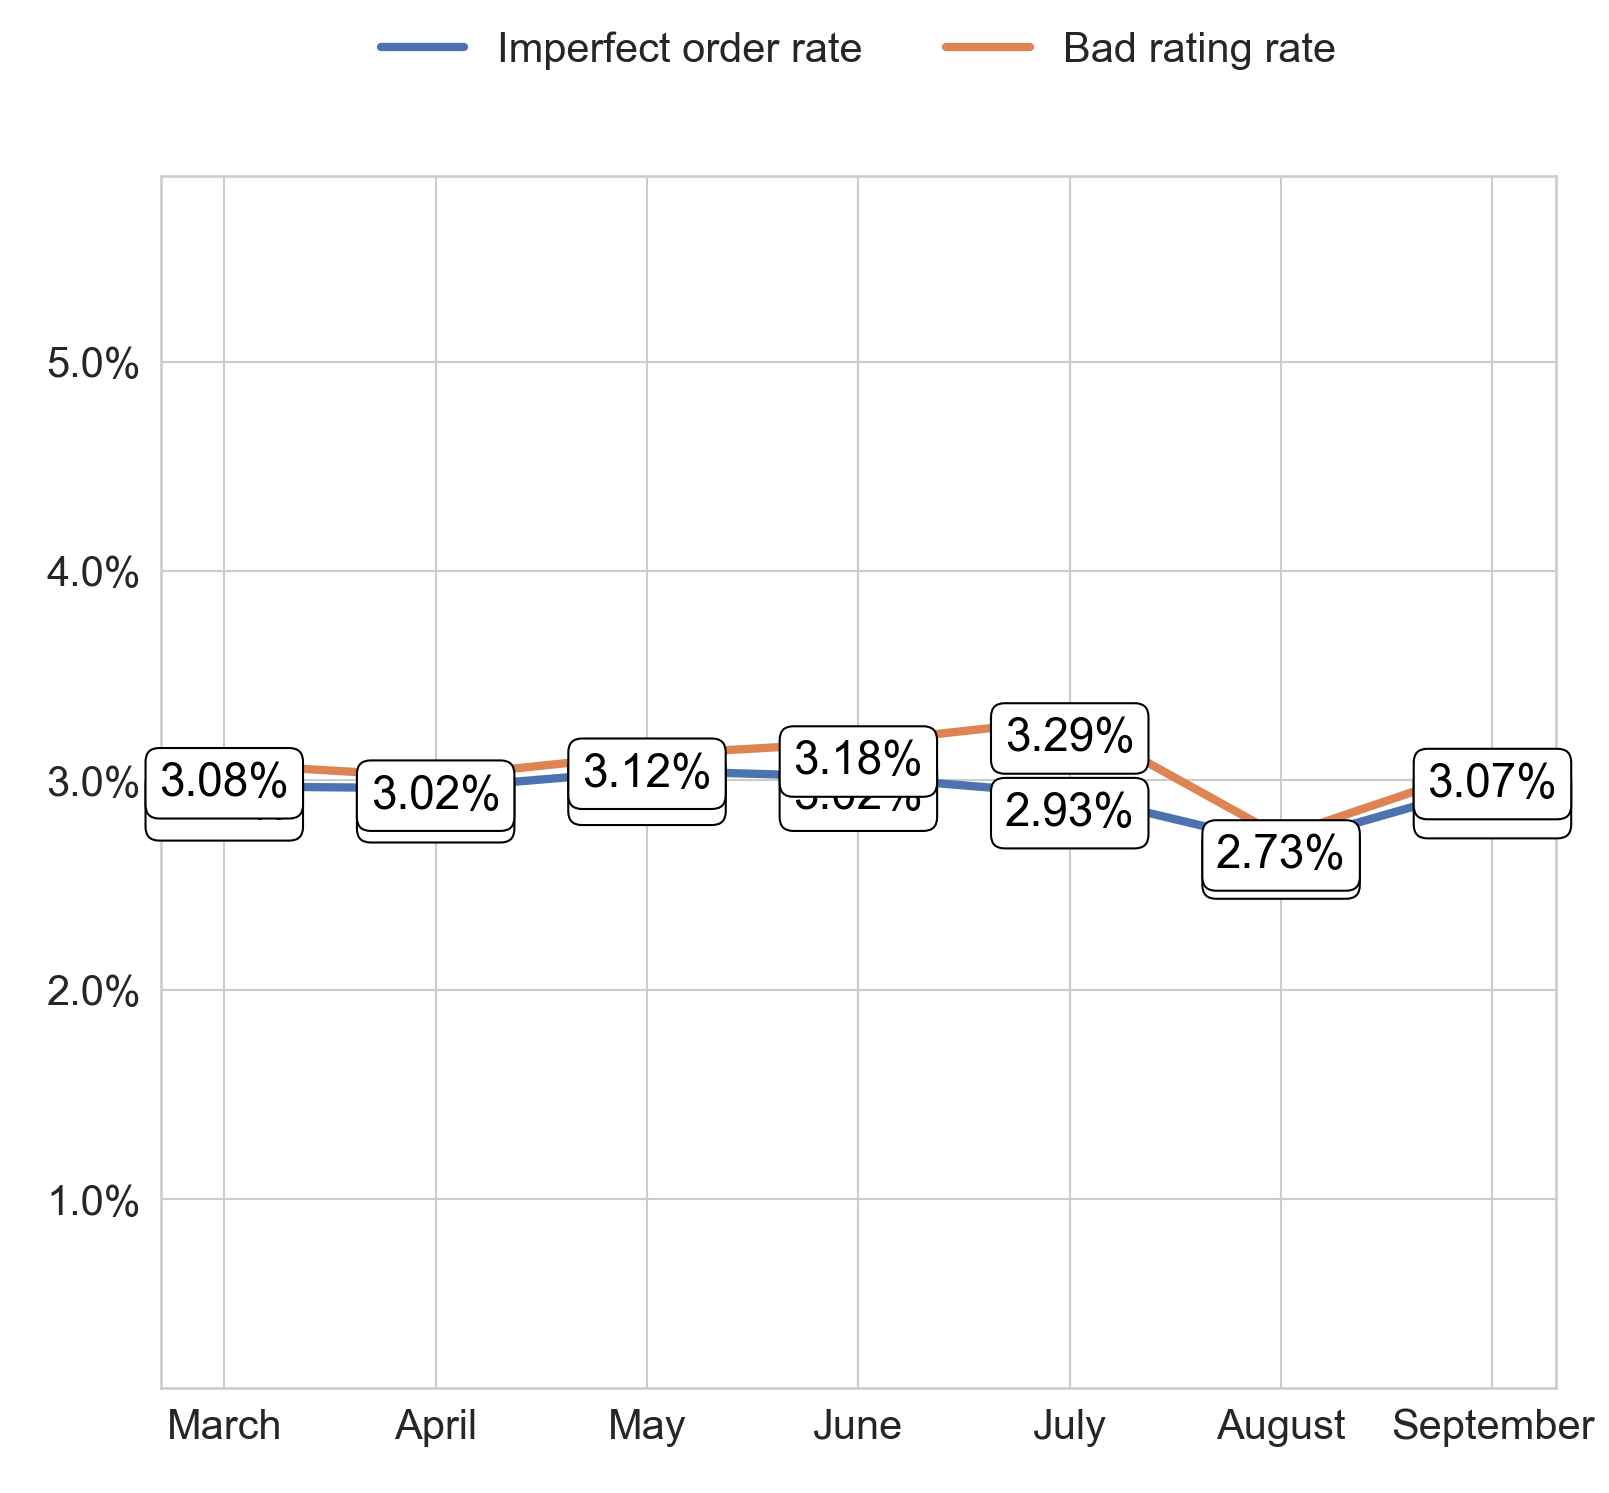 Imperfect order rate
Bad rating rate
5.0%
4.0%
3.0%
2.0%
1.0%
3.08%
3.02%
3.12%
3.18%
3.02%
3.29%
2.93%
2.73%
3.07%
March
April
May
June
July
August
September